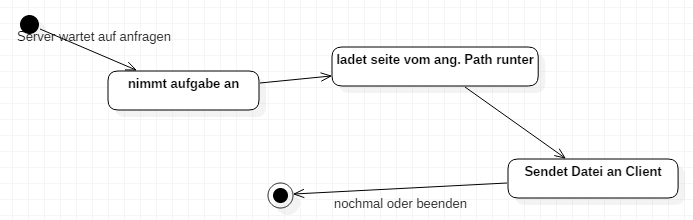 Server wartet auf anfragen
ladet seite vom ang. Path runter
nimmt aufgabe an
Sendet Datei an Client
nochmal oder beenden